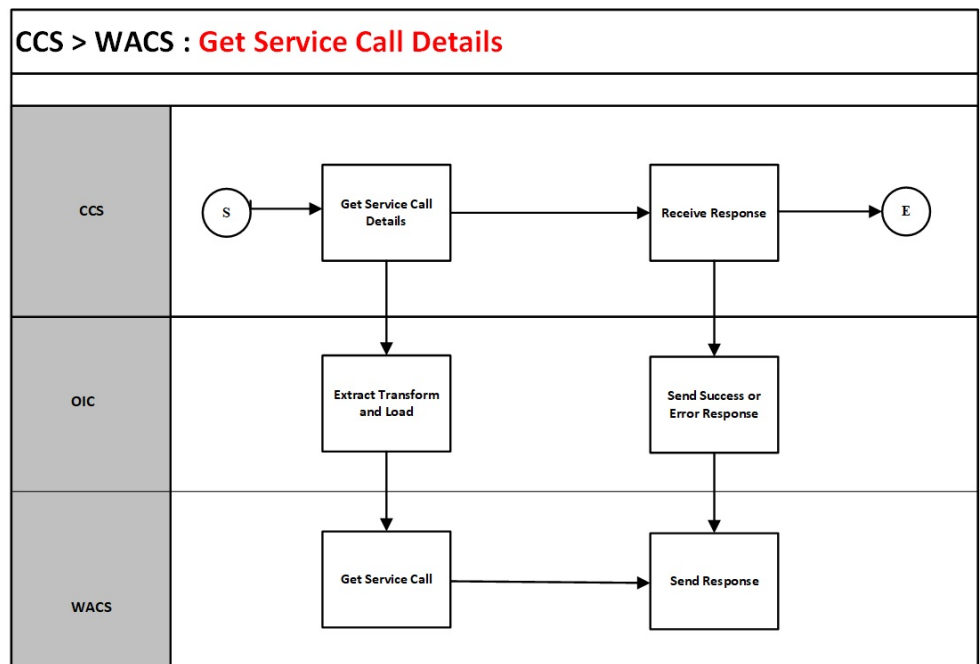 CCS > WACS : Get Service Call Details
CCS
S
Get Service Call
Details
Receive Response
E
OIC
Extract Transform
and Load
Send Success or
Error Response
WACS
Get Service Call
Send Response